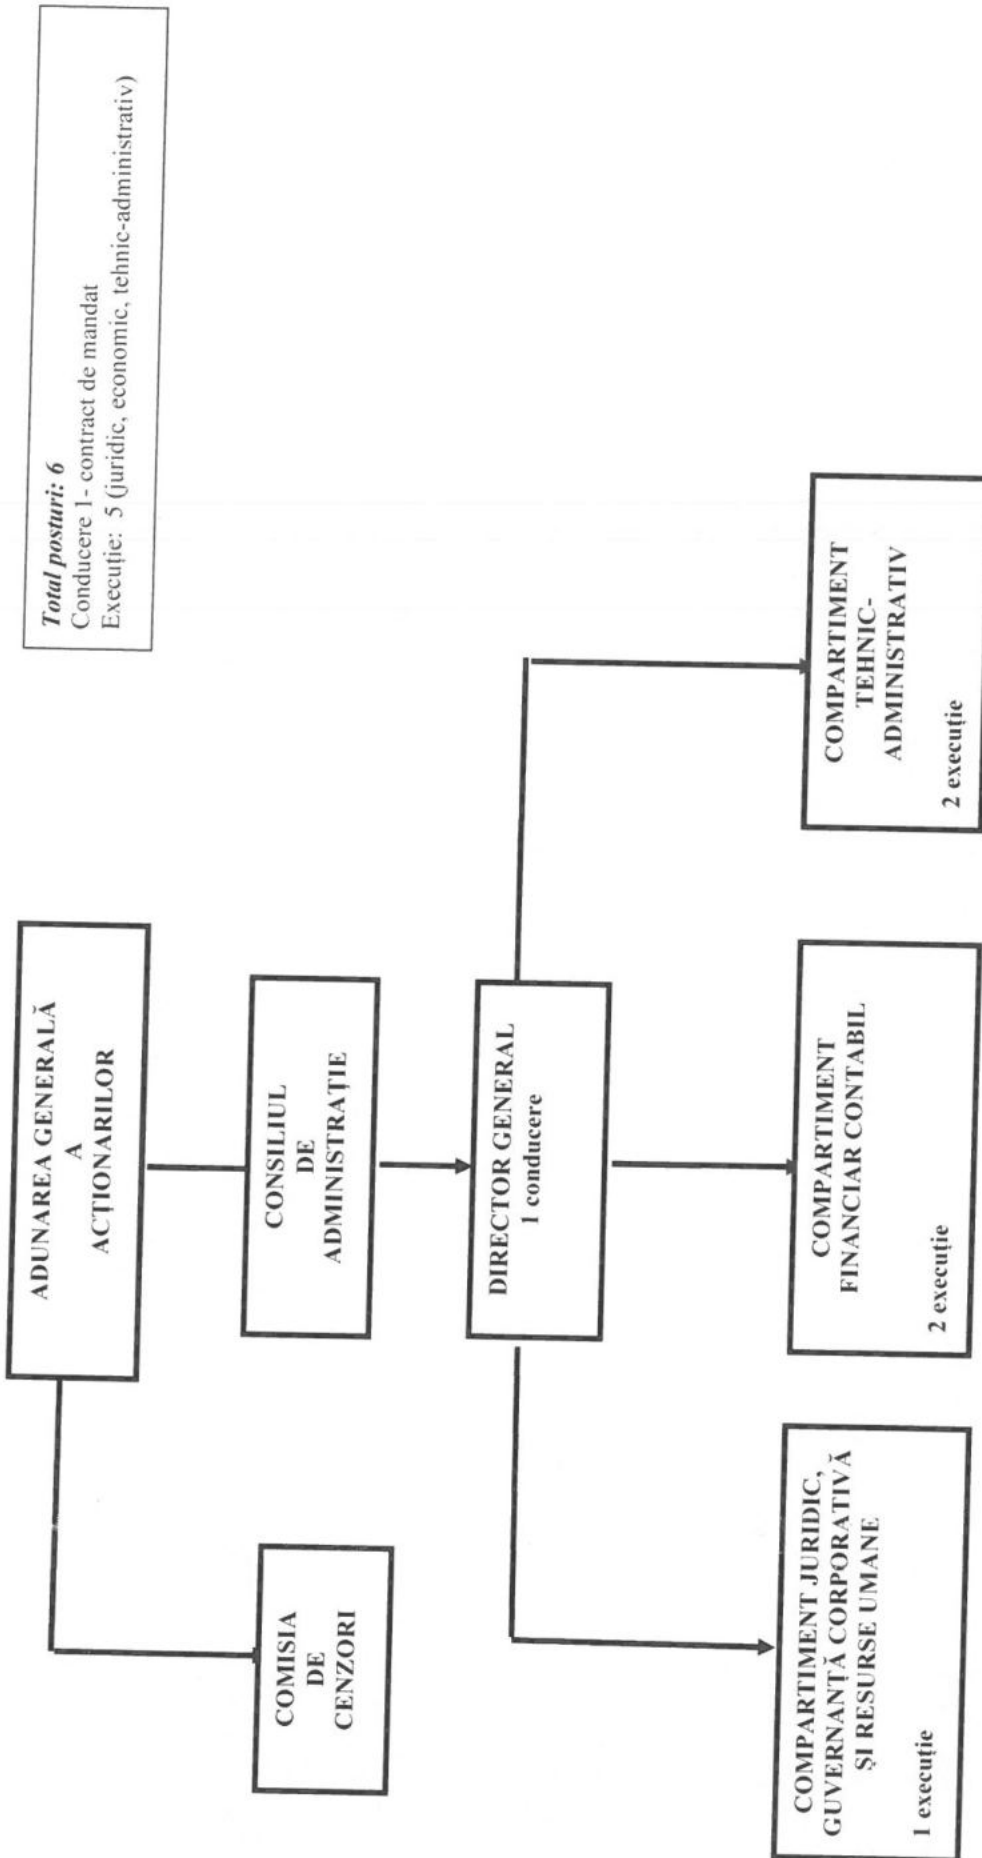 Total posturi: 6
Conducere 1- contract de mandat
Execuție: 5 (juridic, economic, tehnic-administrativ)
ADUNAREA GENERALĂ
A
ACȚIONARILOR
COMISIA
DE
CENZORI
CONSILIUL
DE
ADMINISTRAȚIE
DIRECTOR GENERAL
1 conducere
COMPARTIMENT JURIDIC,
GUVERNANȚĂ CORPORATIVĂ
ȘI RESURSE UMANE
1 execuție
COMPARTIMENT
FINANCIAR CONTABIL
2 execuție
COMPARTIMENT
TEHNIC-
ADMINISTRATIV
2 execuție